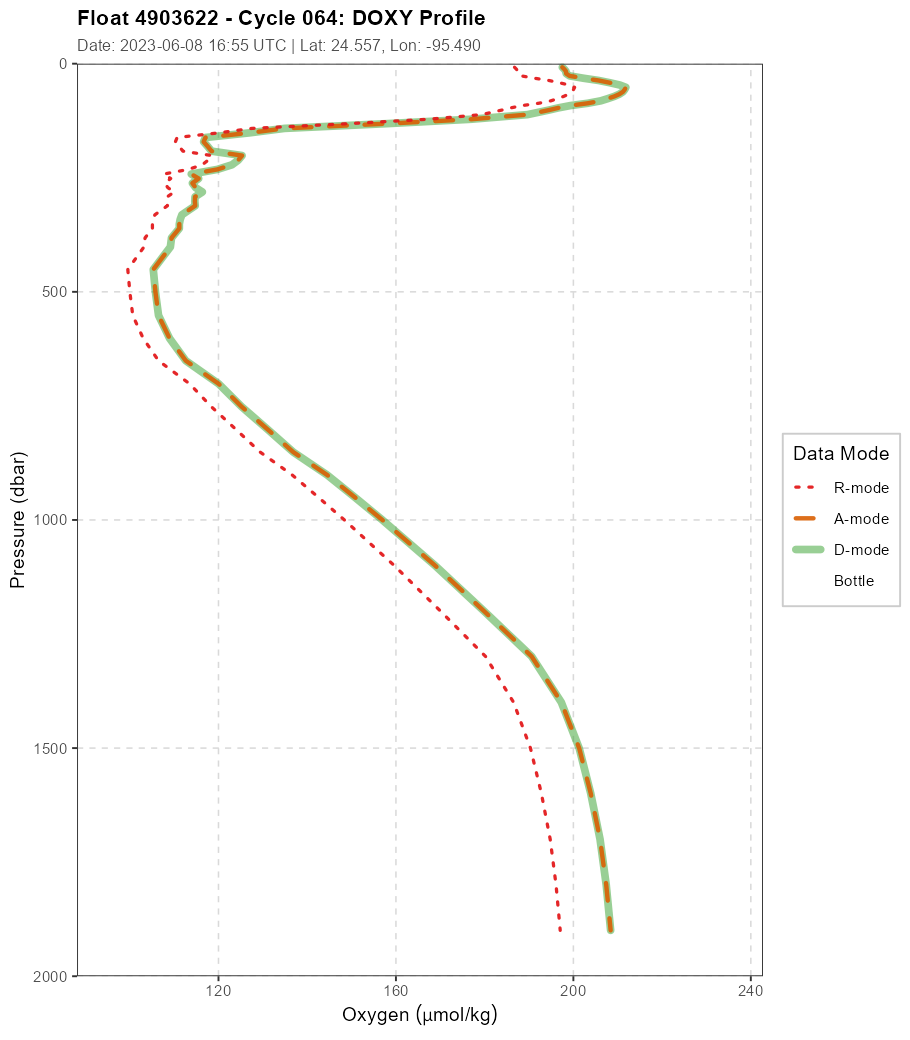 Float 4903622 - Cycle 064: DOXY Profile
Date: 2023-06-08 16:55 UTC | Lat: 24.557, Lon: -95.490
0
500
1000
1500
2000
Pressure (dbar)
120
160
200
240
Oxygen (µmol/kg)
Data Mode
R-mode
A-mode
D-mode
Bottle